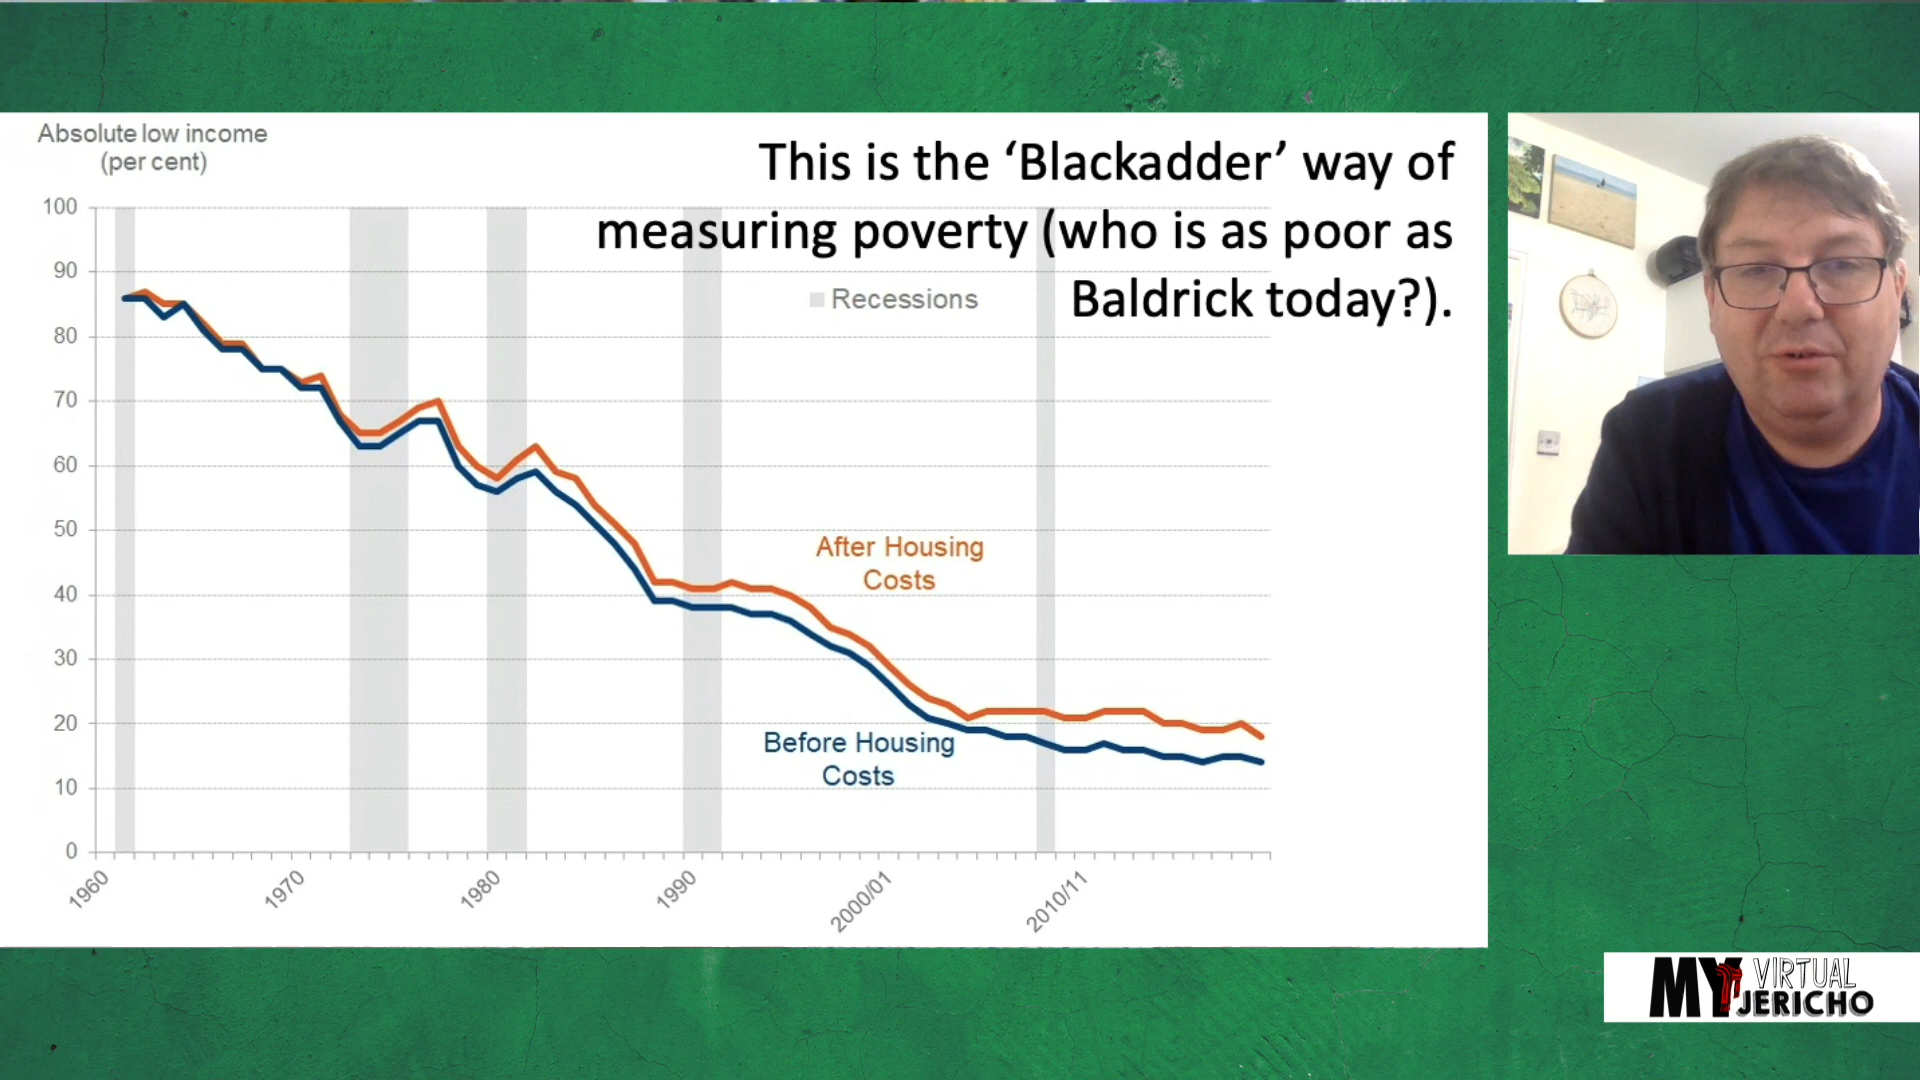 Absolute low income
(per cent)
This is the ‘Blackadder’ way of
measuring poverty (who is as poor as
Baldrick today?).
Recessions
100
90
80
70
60
50
40
30
20
10
0
After Housing
Costs
Before Housing
Costs
1960
1970
1980
1990
2000/01
2010/11
MY VIRTUAL
JERICHO